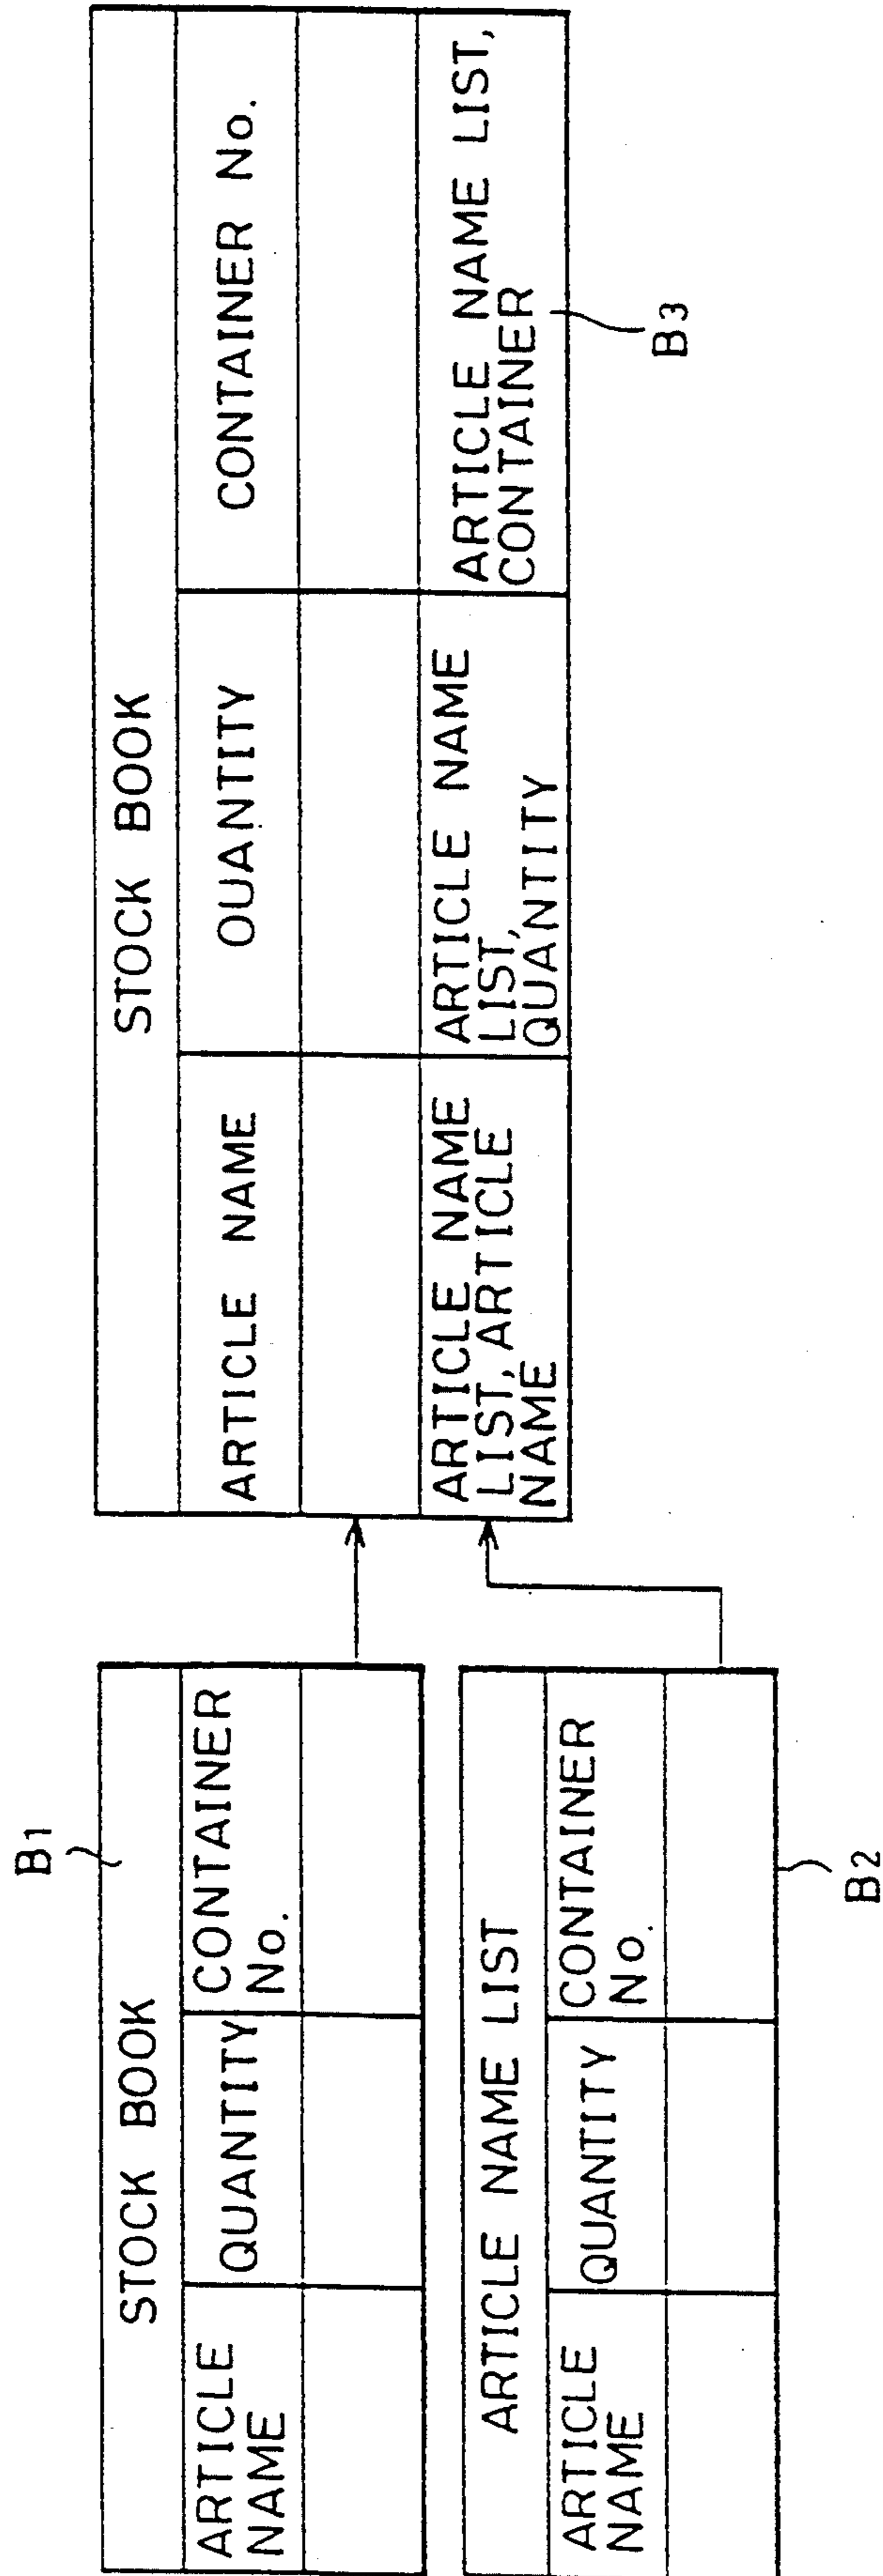 B1
STOCK BOOK
ARTICLE
NAME
QUANTITY
CONTAINER
No.
ARTICLE NAME LIST
ARTICLE
NAME
QUANTITY
CONTAINER
No.
B2
STOCK BOOK
ARTICLE NAME
OUANTITY
CONTAINER No.
ARTICLE NAME
LIST, ARTICLE
NAME
ARTICLE NAME
LIST,
QUANTITY
ARTICLE NAME LIST,
CONTAINER
B3